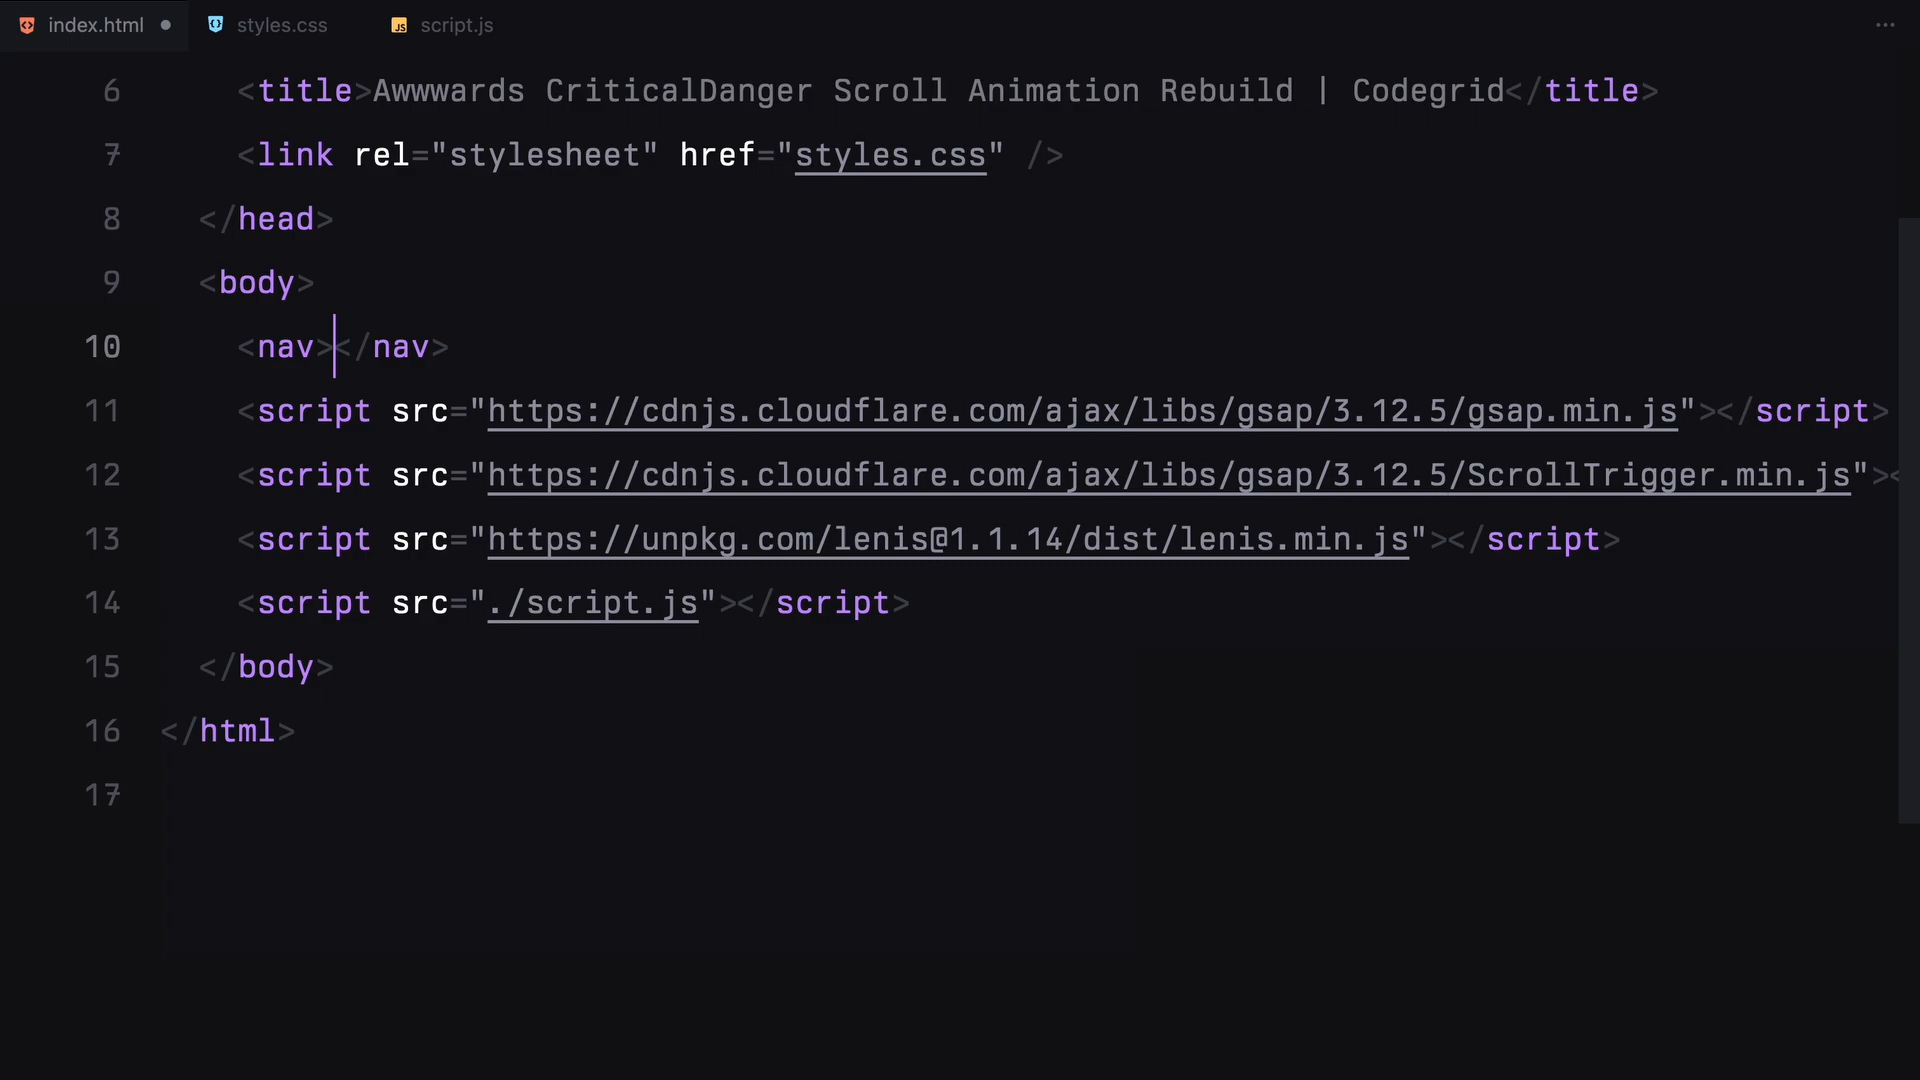 index.html
styles.css
JS script.js
6 <title>Awwwards CriticalDanger Scroll Animation Rebuild | Codegrid</title>
7 <link rel="stylesheet" href="styles.css" />
8 </head>
9 <body>
10 <nav></nav>
11 <script src="https://cdnjs.cloudflare.com/ajax/libs/gsap/3.12.5/gsap.min.js"></script>
12 <script src="https://cdnjs.cloudflare.com/ajax/libs/gsap/3.12.5/ScrollTrigger.min.js"><
13 <script src="https://unpkg.com/lenis@1.1.14/dist/lenis.min.js"></script>
14 <script src="./script.js"></script>
15 </body>
16 </html>
17